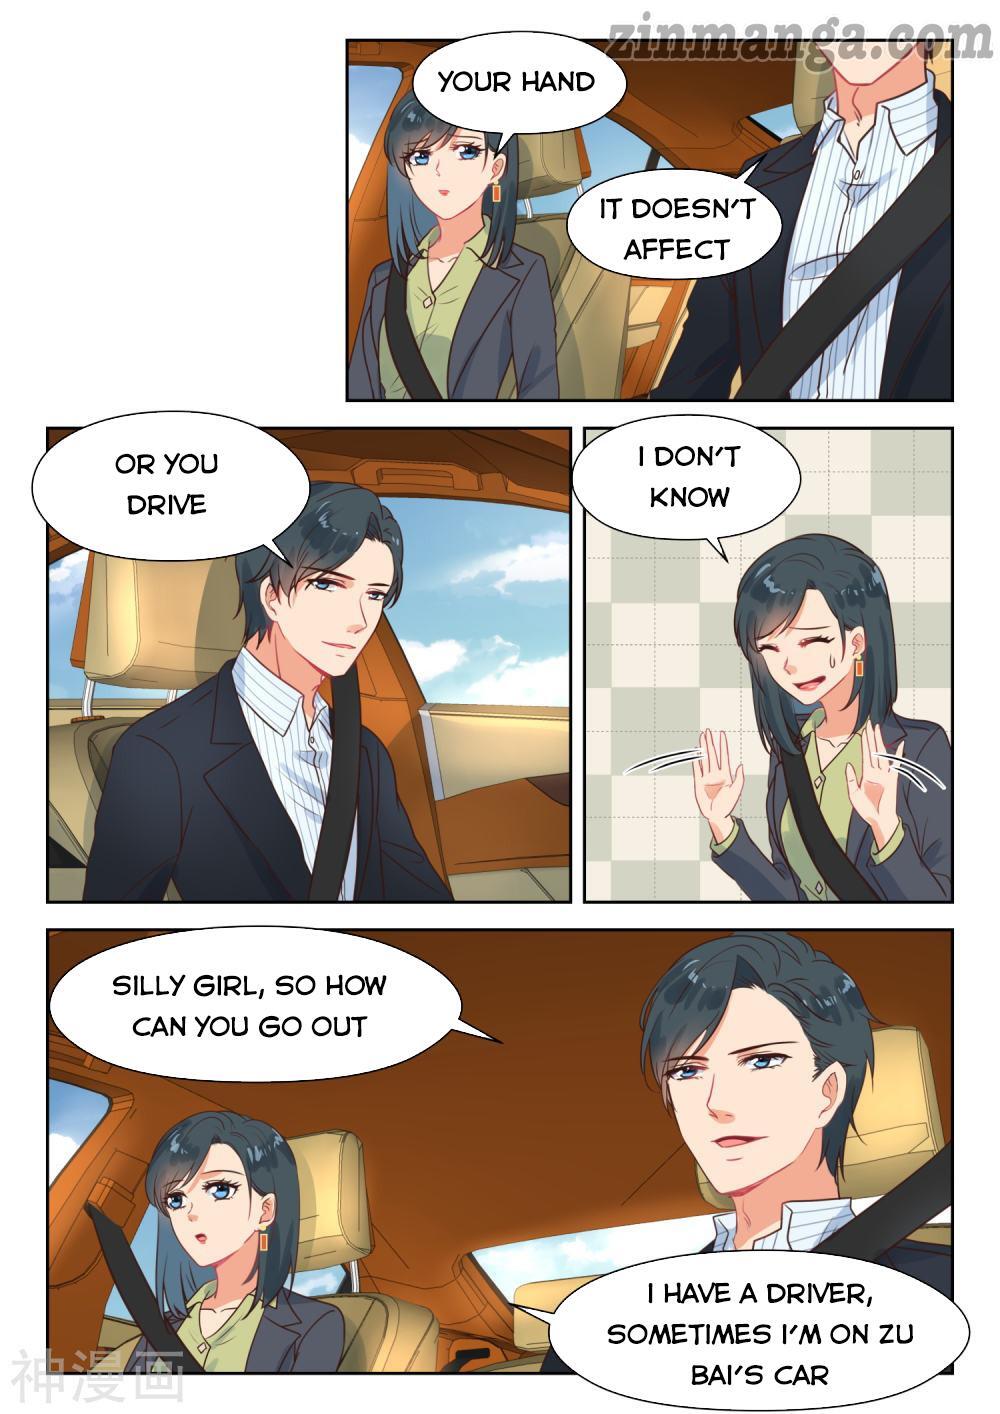 zinmanga.com
YOUR HAND
IT DOESN'T
AFFECT
OR YOU
DRIVE
I DON'T
KNOW
SILLY GIRL, SO HOW
CAN YOU GO OUT
I HAVE A DRIVER,
SOMETIMES I'M ON ZU
BAI'S CAR
神漫画